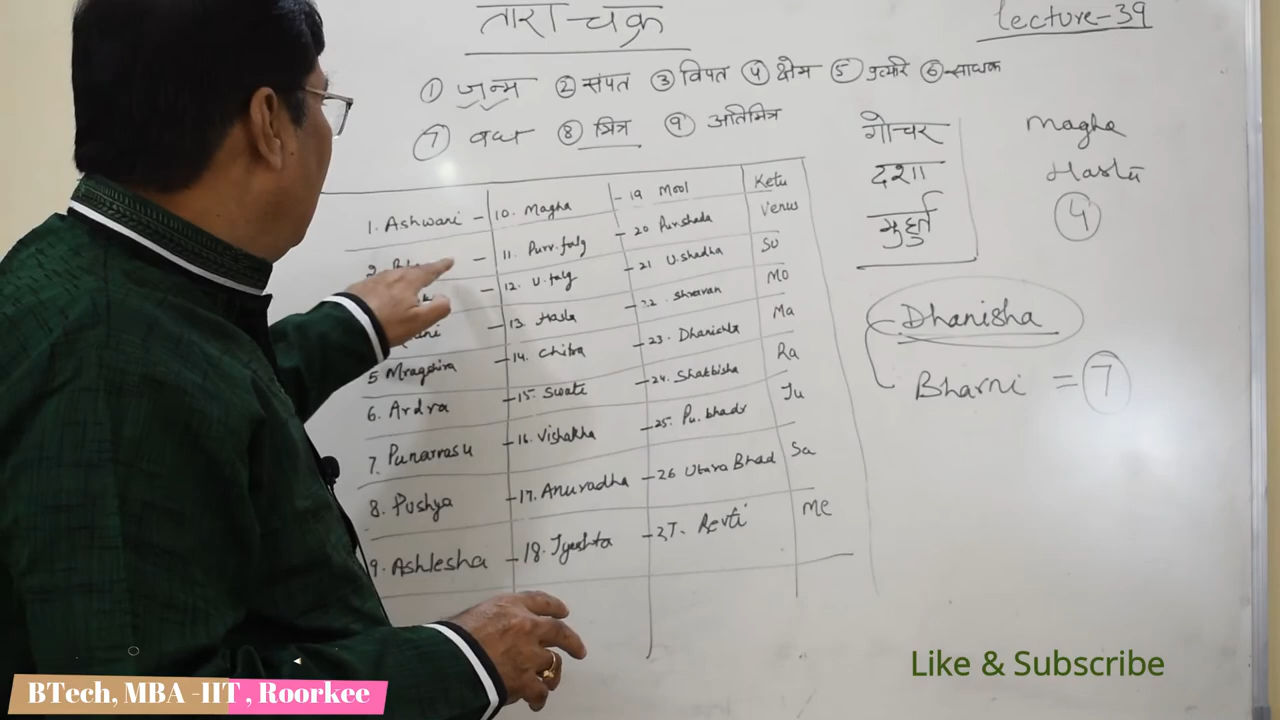 तारा-चक्र
lecture-39
① जन्म ② संपत ③ विपत ④ क्षेम ⑤ प्रत्यरि ⑥ साधक
⑦ वध ⑧ मित्र ⑨ अतिमित्र
गोचर
दशा
मुहुर्त
Magha
Hasta
④
1. Ashwani - 10. Magha - 19 Mool Ketu
2. - 11. Purv.falg - 20 Pur.shada Venus
- 12. U.falg - 21 U.shadha Su
- 13. Hasta - 22. Shravan Mo
5 Mragshira - 14. Chitra - 23. Dhanishta Ma
6. Ardra - 15. Swate - 24. Shatbisha Ra
7. Punarvasu - 16. Vishakha - 25. Pu.bhadr Ju
8. Pushya - 17. Anuradha - 26 Utara Bhad Sa
9. Ashlesha - 18. Jyeshta - 27. Revti Me
Dhanisha
Bharni = ⑦
Like & Subscribe
BTech, MBA -IIT , Roorkee